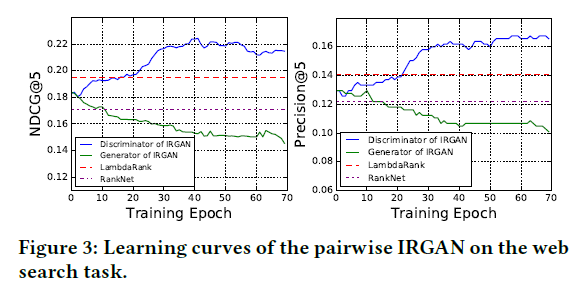 NDCG@5
0.22
0.20
0.18
0.16
0.14
0.12
Discriminator of IRGAN
Generator of IRGAN
LambdaRank
RankNet
0 10 20 30 40 50 60 70
Training Epoch
Precision@5
0.16
0.14
0.12
0.10
0.08
0.06
Discriminator of IRGAN
Generator of IRGAN
LambdaRank
RankNet
0 10 20 30 40 50 60 70
Training Epoch
Figure 3: Learning curves of the pairwise IRGAN on the web
search task.